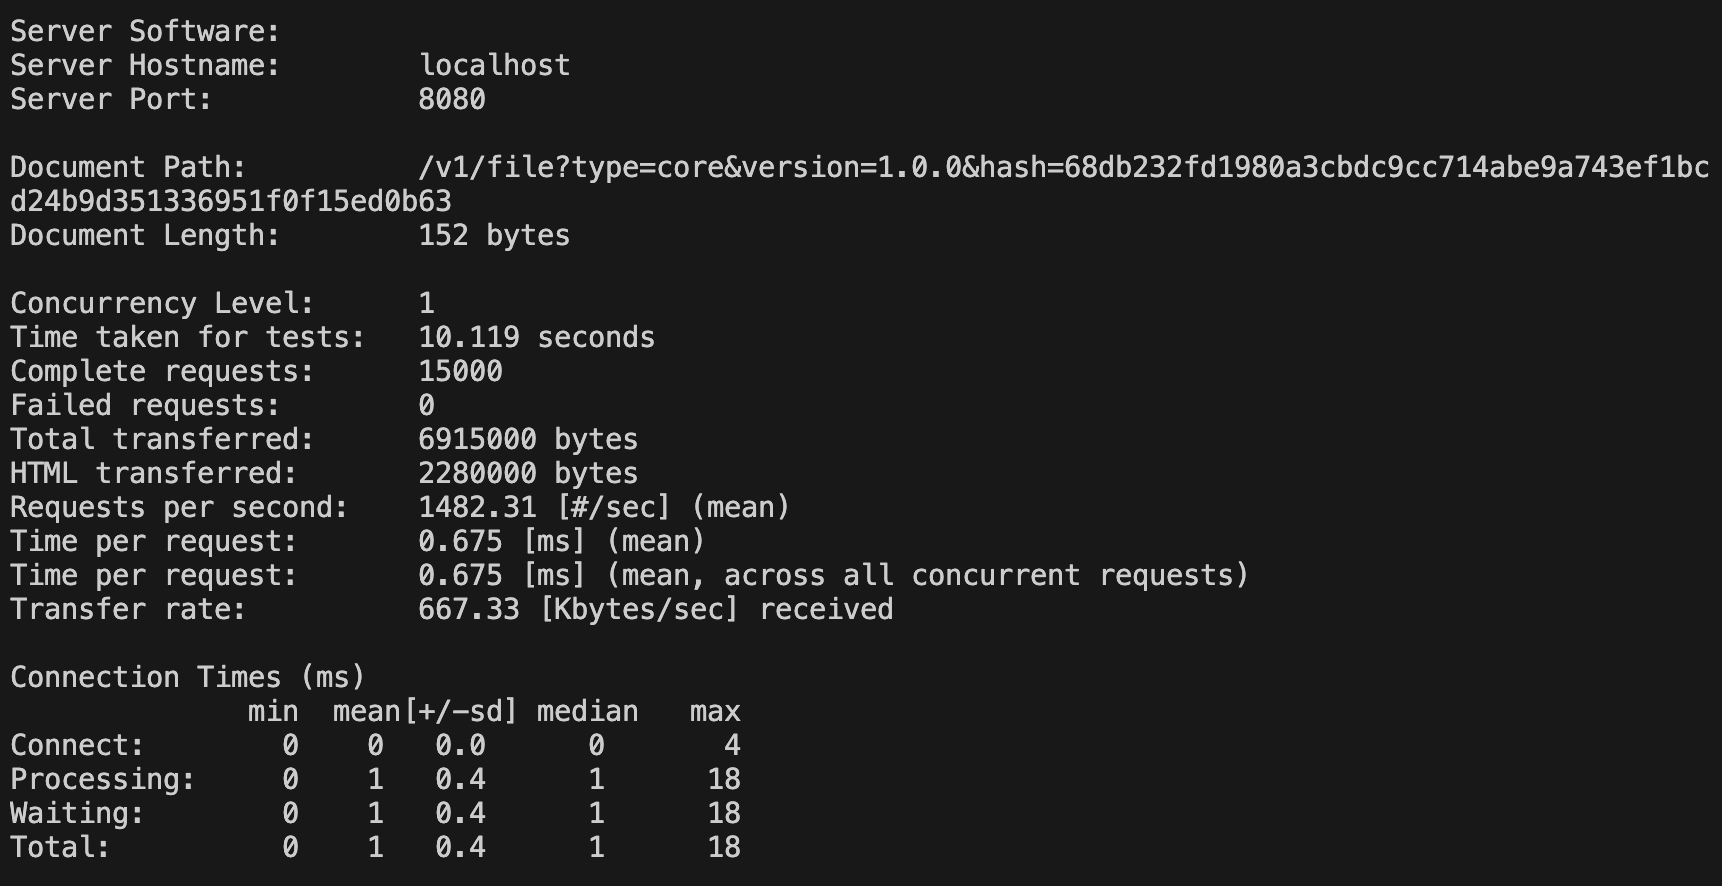 Server Software:
Server Hostname:        localhost
Server Port:            8080

Document Path:          /v1/file?type=core&version=1.0.0&hash=68db232fd1980a3cbdc9cc714abe9a743ef1bc
d24b9d351336951f0f15ed0b63
Document Length:        152 bytes

Concurrency Level:      1
Time taken for tests:   10.119 seconds
Complete requests:      15000
Failed requests:        0
Total transferred:      6915000 bytes
HTML transferred:       2280000 bytes
Requests per second:    1482.31 [#/sec] (mean)
Time per request:       0.675 [ms] (mean)
Time per request:       0.675 [ms] (mean, across all concurrent requests)
Transfer rate:          667.33 [Kbytes/sec] received

Connection Times (ms)
              min  mean[+/-sd] median   max
Connect:        0    0   0.0      0       4
Processing:     0    1   0.4      1      18
Waiting:        0    1   0.4      1      18
Total:          0    1   0.4      1      18